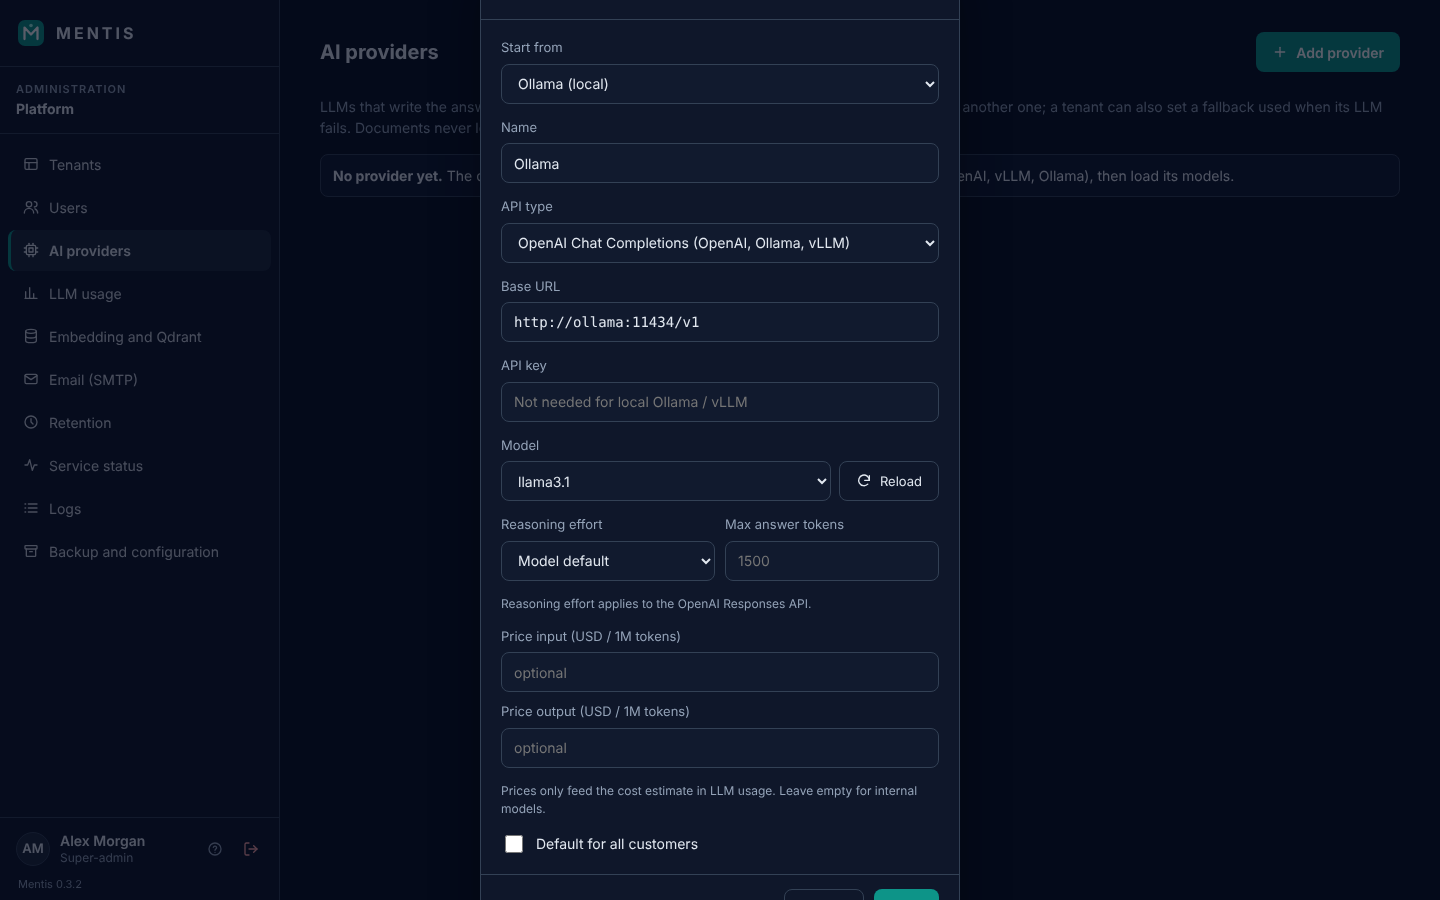 MENTIS
ADMINISTRATION
Platform
Tenants
Users
AI providers
LLM usage
Embedding and Qdrant
Email (SMTP)
Retention
Service status
Logs
Backup and configuration
AM
Alex Morgan
Super-admin
Mentis 0.3.2
AI providers
Add provider
LLMs that write the answ
another one; a tenant can also set a fallback used when its LLM
fails. Documents never l
No provider yet. The d
enAI, vLLM, Ollama), then load its models.
Start from
Ollama (local)
Name
Ollama
API type
OpenAI Chat Completions (OpenAI, Ollama, vLLM)
Base URL
http://ollama:11434/v1
API key
Not needed for local Ollama / vLLM
Model
llama3.1
Reload
Reasoning effort
Max answer tokens
Model default
1500
Reasoning effort applies to the OpenAI Responses API.
Price input (USD / 1M tokens)
optional
Price output (USD / 1M tokens)
optional
Prices only feed the cost estimate in LLM usage. Leave empty for internal
models.
Default for all customers